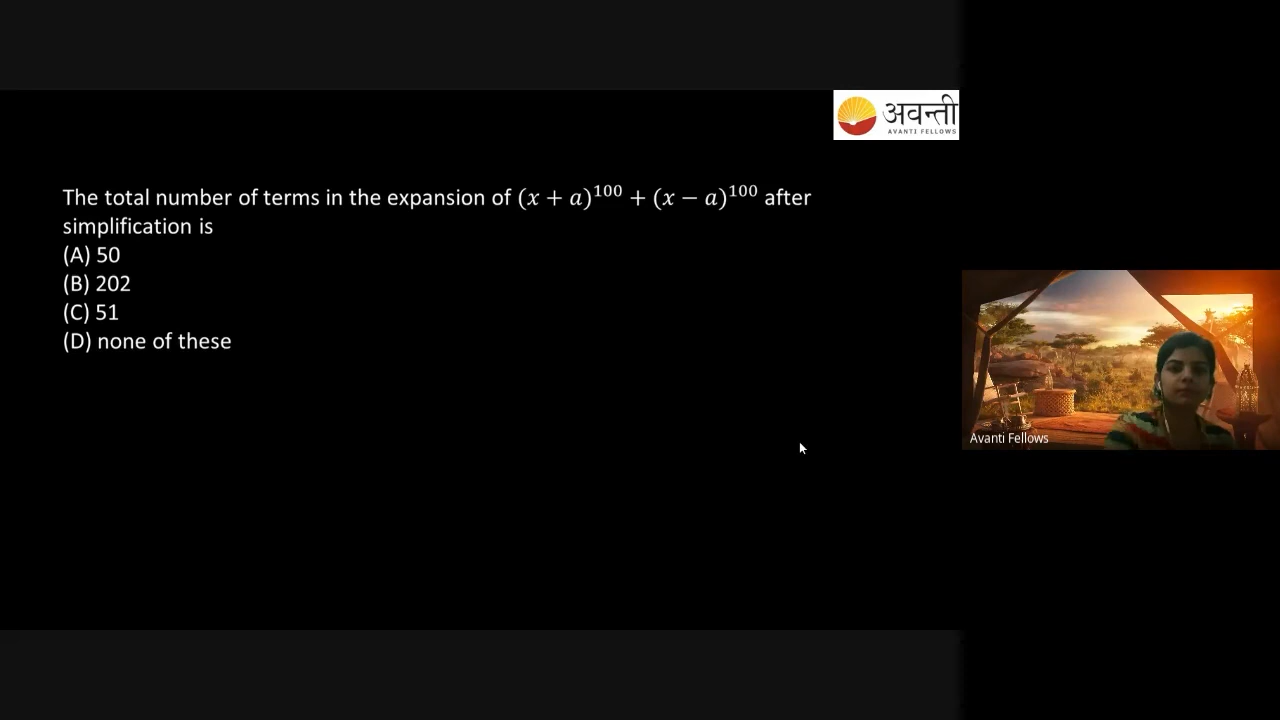 अवन्ती
AVANTI FELLOWS
The total number of terms in the expansion of (x + a)¹⁰⁰ + (x − a)¹⁰⁰ after
simplification is
(A) 50
(B) 202
(C) 51
(D) none of these
Avanti Fellows